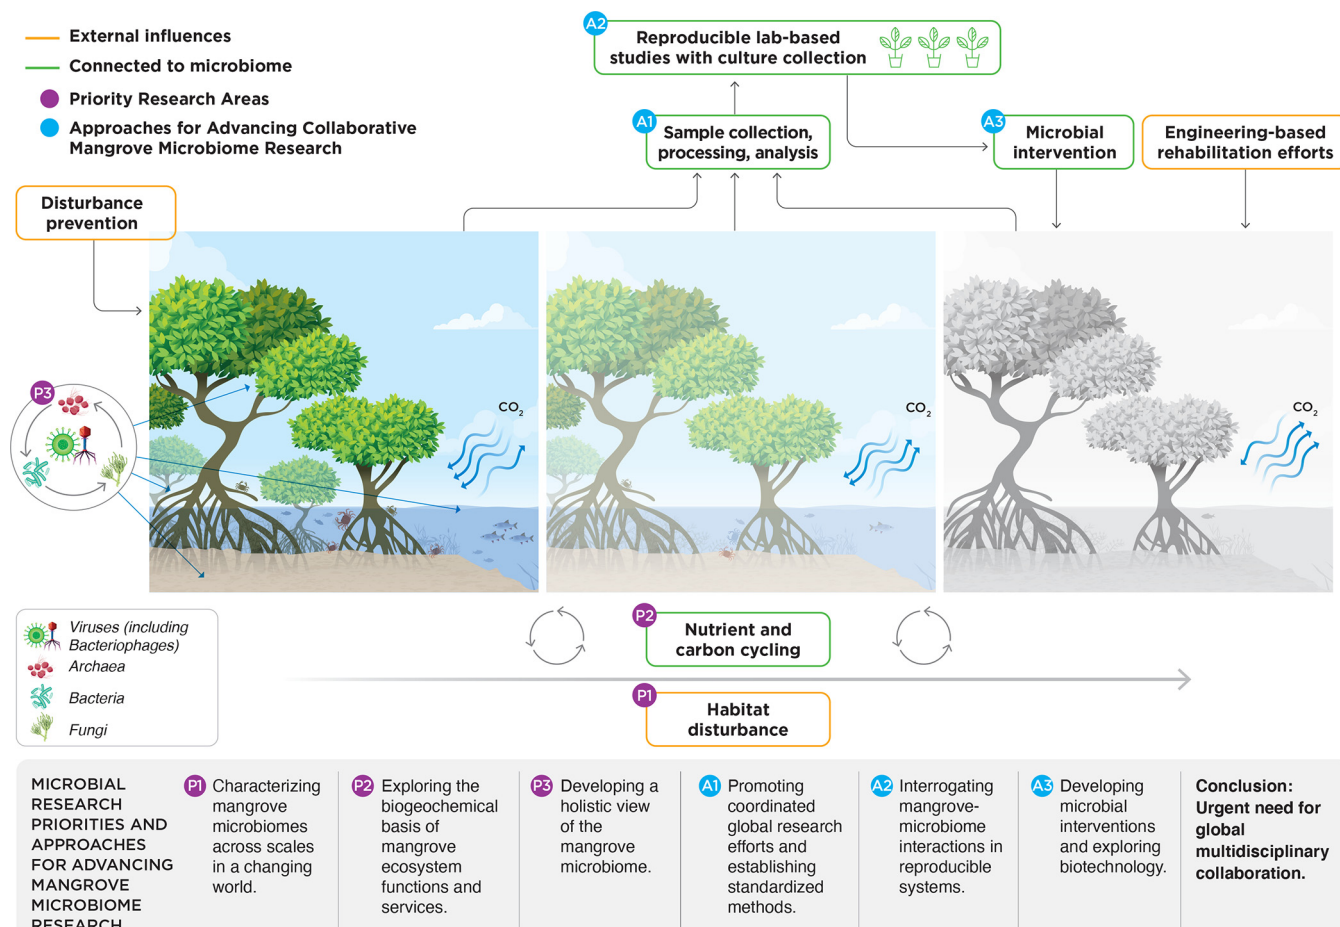 External influences
Connected to microbiome
Priority Research Areas
Approaches for Advancing Collaborative
Mangrove Microbiome Research
A2
Reproducible lab-based
studies with culture collection
A1
Sample collection,
processing, analysis
A3
Microbial
intervention
Engineering-based
rehabilitation efforts
Disturbance
prevention
P3
CO2
CO2
CO2
Viruses (including
Bacteriophages)
Archaea
Bacteria
Fungi
P2
Nutrient and
carbon cycling
P1
Habitat
disturbance
MICROBIAL
RESEARCH
PRIORITIES AND
APPROACHES
FOR ADVANCING
MANGROVE
MICROBIOME
RESEARCH
P1 Characterizing
mangrove
microbiomes
across scales
in a changing
world.
P2 Exploring the
biogeochemical
basis of
mangrove
ecosystem
functions and
services.
P3 Developing a
holistic view
of the
mangrove
microbiome.
A1 Promoting
coordinated
global research
efforts and
establishing
standardized
methods.
A2 Interrogating
mangrove-
microbiome
interactions in
reproducible
systems.
A3 Developing
microbial
interventions
and exploring
biotechnology.
Conclusion:
Urgent need for
global
multidisciplinary
collaboration.